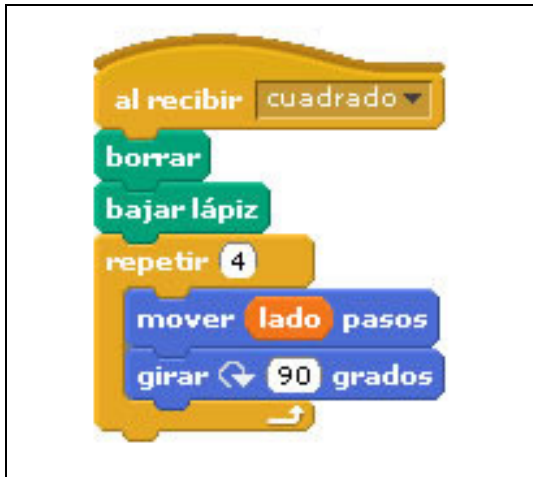 al recibir cuadrado
borrar
bajar lápiz
repetir 4
mover lado pasos
girar 90 grados